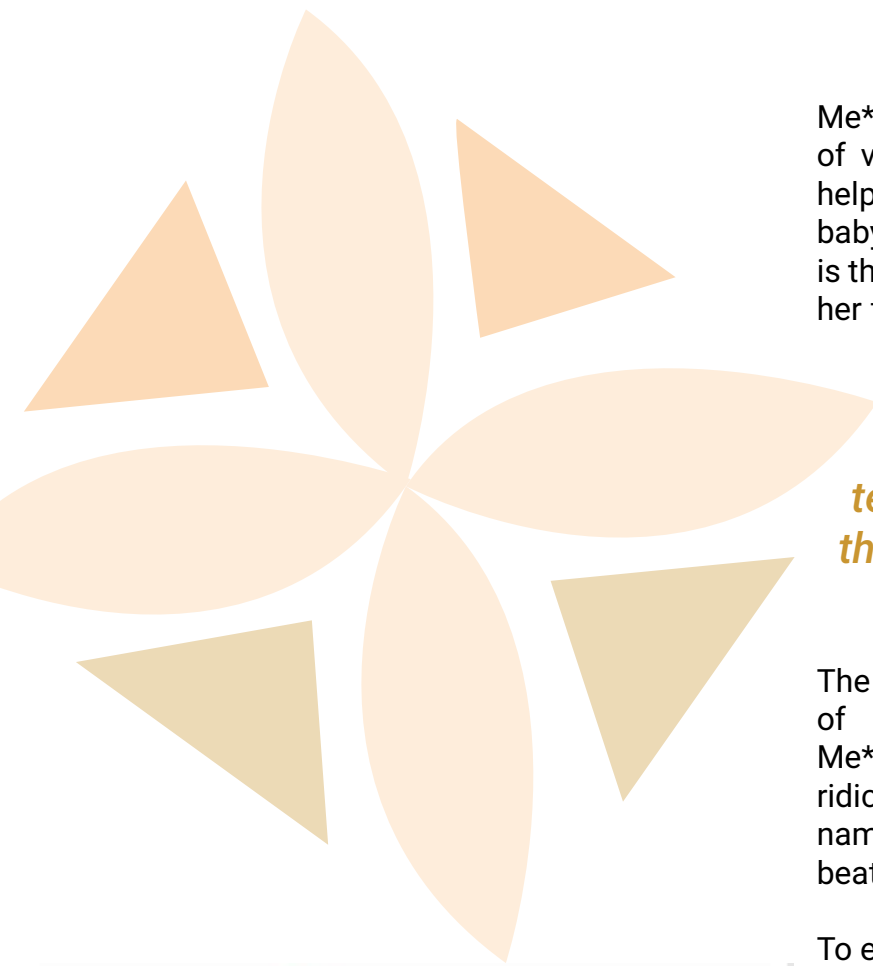 Me*
of v
help
baby
is th
her
te
th
The
of
Me*
ridic
nam
beat
To e